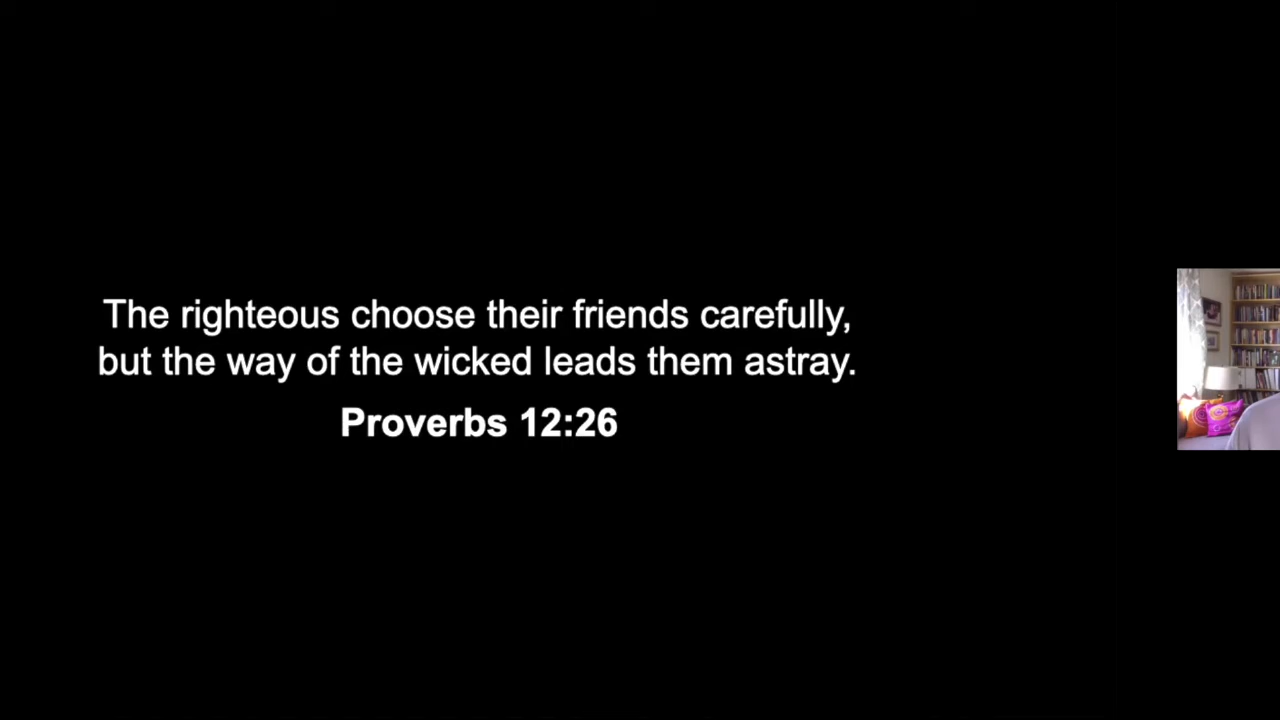 The righteous choose their friends carefully,
but the way of the wicked leads them astray.
Proverbs 12:26